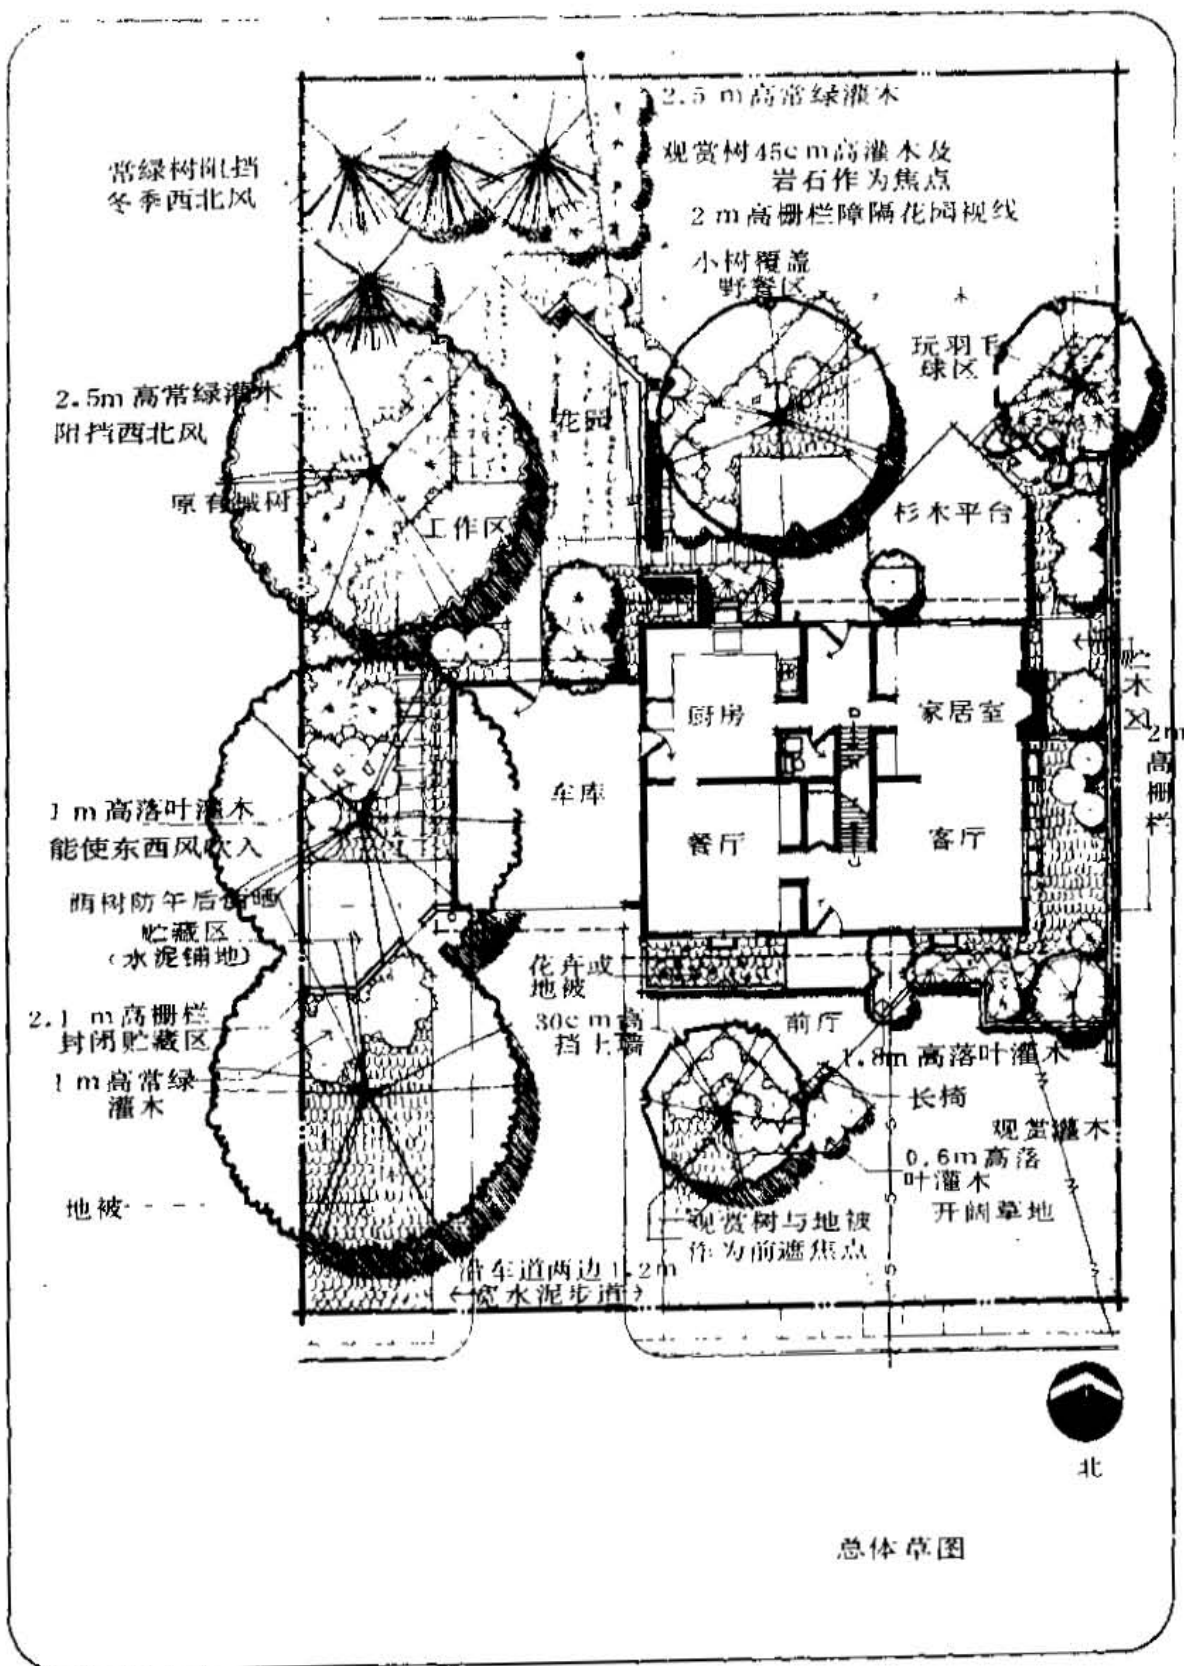 2.5 m高常绿灌木
常绿树阻挡
冬季西北风
观赏树45cm高灌木及
岩石作为焦点
2 m高栅栏障隔花园视线
小树覆盖
野餐区
玩羽毛
球区
2.5m高常绿灌木
阻挡西北风
花园
原有槭树
工作区
杉木平台
贮
木
区
厨房
家居室
2m
高
栅
栏
车库
1 m高落叶灌木
能使东西风吹入
餐厅
客厅
树防午后
贮藏区
(水泥铺地)
花卉或
地被
2.1 m高栅栏
封闭贮藏区
30cm高
挡土墙
前厅
1.8m高落叶灌木
1 m高常绿
灌木
长椅
观赏灌木
0.6m高落
叶灌木
地被
开阔草地
观赏树与地被
作为前遮焦点
沿车道两边1.2m
宽水泥步道
北
总体草图